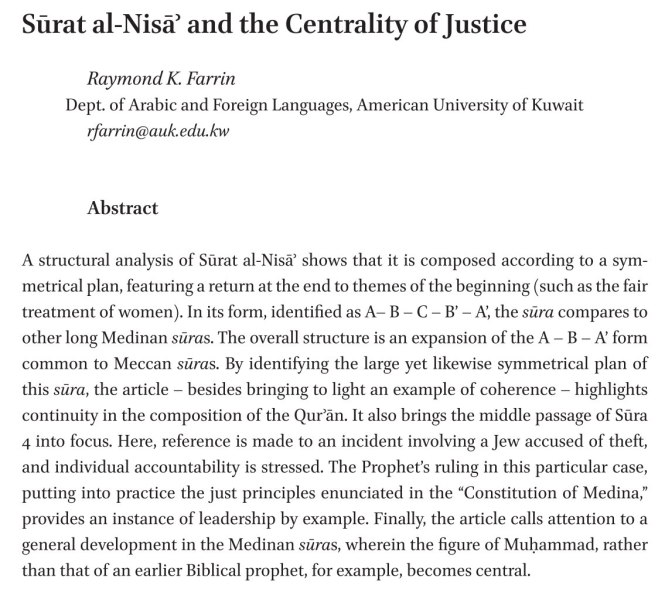 Sūrat al-Nisāʾ and the Centrality of Justice
Raymond K. Farrin
Dept. of Arabic and Foreign Languages, American University of Kuwait
rfarrin@auk.edu.kw
Abstract
A structural analysis of Sūrat al-Nisāʾ shows that it is composed according to a sym-
metrical plan, featuring a return at the end to themes of the beginning (such as the fair
treatment of women). In its form, identified as A– B – C – B’ – A’, the sūra compares to
other long Medinan sūras. The overall structure is an expansion of the A – B – A’ form
common to Meccan sūras. By identifying the large yet likewise symmetrical plan of
this sūra, the article – besides bringing to light an example of coherence – highlights
continuity in the composition of the Qurʾān. It also brings the middle passage of Sūra
4 into focus. Here, reference is made to an incident involving a Jew accused of theft,
and individual accountability is stressed. The Prophet’s ruling in this particular case,
putting into practice the just principles enunciated in the “Constitution of Medina,”
provides an instance of leadership by example. Finally, the article calls attention to a
general development in the Medinan sūras, wherein the figure of Muḥammad, rather
than that of an earlier Biblical prophet, for example, becomes central.